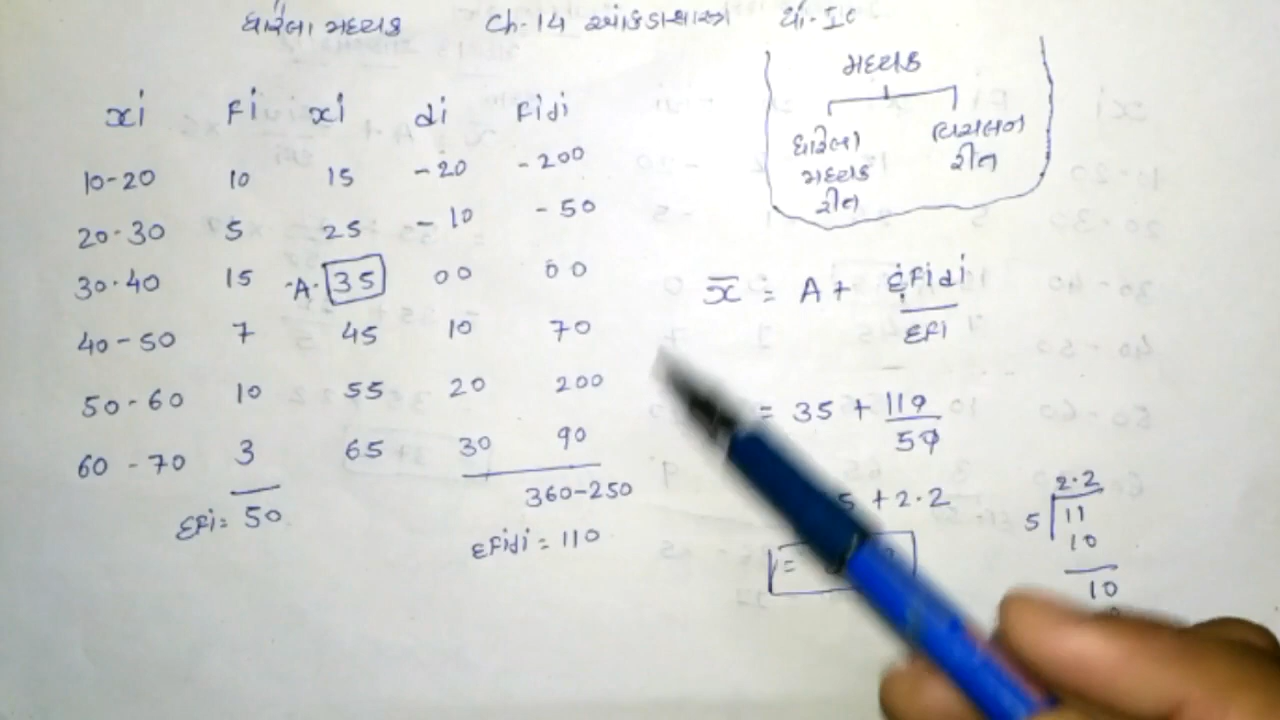 ધારેલા મધ્યક Ch-14 આંકડાશાસ્ત્ર ધો-10
xi Fi xi di Fidi
10-20 10 15 -20 -200
20-30 5 25 -10 -50
30-40 15 A 35 00 00
40-50 7 45 10 70
50-60 10 55 20 200
60-70 3 65 30 90
ΣFi = 50 360-250
ΣFidi = 110
મધ્યક
ધારેલા
મધ્યક
રીત
વિચલન
રીત
x̄ = A + ΣFidi
ΣFi
= 35 + 110
50
5 + 2.2
=
2.2
5 11
10
10